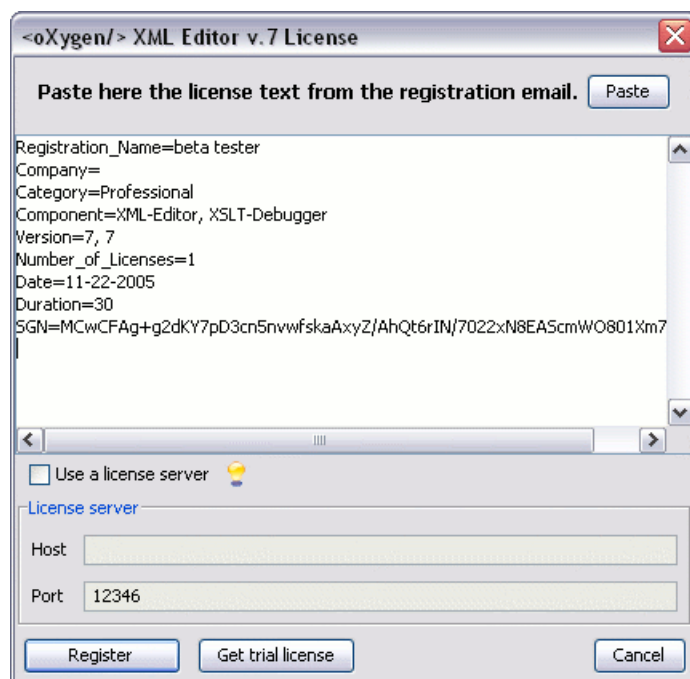 <oXygen/> XML Editor v.7 License
Paste here the license text from the registration email.
Paste
Registration_Name=beta tester
Company=
Category=Professional
Component=XML-Editor, XSLT-Debugger
Version=7, 7
Number_of_Licenses=1
Date=11-22-2005
Duration=30
SGN=MCwCFAg+g2dKY7pD3cn5nvwfskaAxyZ/AhQt6rIN/7022xN8EAScmWO801Xm7
Use a license server
License server
Host
Port 12346
Register Get trial license Cancel